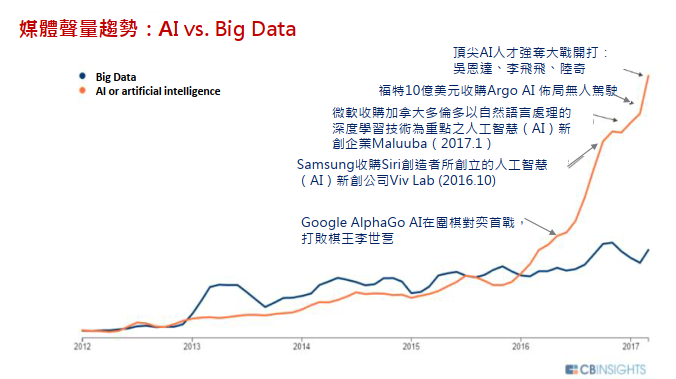 媒體聲量趨勢：AI vs. Big Data
Big Data
AI or artificial intelligence
頂尖AI人才強奪大戰開打：
吳恩達、李飛飛、陸奇
福特10億美元收購Argo AI 佈局無人駕駛
微軟收購加拿大多倫多以自然語言處理的
深度學習技術為重點之人工智慧（AI）新
創企業Maluuba（2017.1）
Samsung收購Siri創造者所創立的人工智慧
（AI）新創公司Viv Lab (2016.10)
Google AlphaGo AI在圍棋對弈首戰，
打敗棋王李世乭
2012
2013
2014
2015
2016
2017
CBINSIGHTS